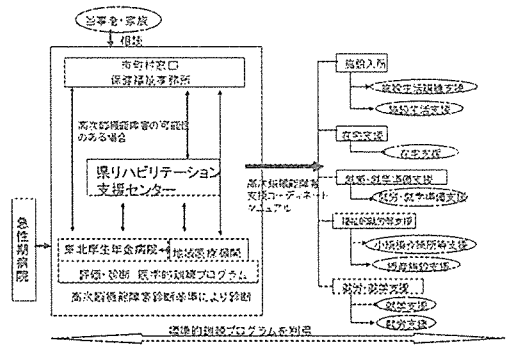 当事者・家族
相談
市町村窓口
保健福祉事務所
高次脳機能障害の可能性
のある場合
県リハビリテーション
支援センター
高次脳機能障害
支援コーディネート
マニュアル
急性期病院
東北厚生年金病院
地域医療機関
評価・診断 医学的訓練プログラム
高次脳機能障害診断基準により診断
施設入所
施設生活訓練支援
施設生活支援
在宅支援
在宅支援
就労・就学準備支援
就労・就学準備支援
福祉的就労支援
小規模作業所等支援
授産施設支援
就労・就学支援
就学支援
就労支援
標準的訓練プログラムを利用